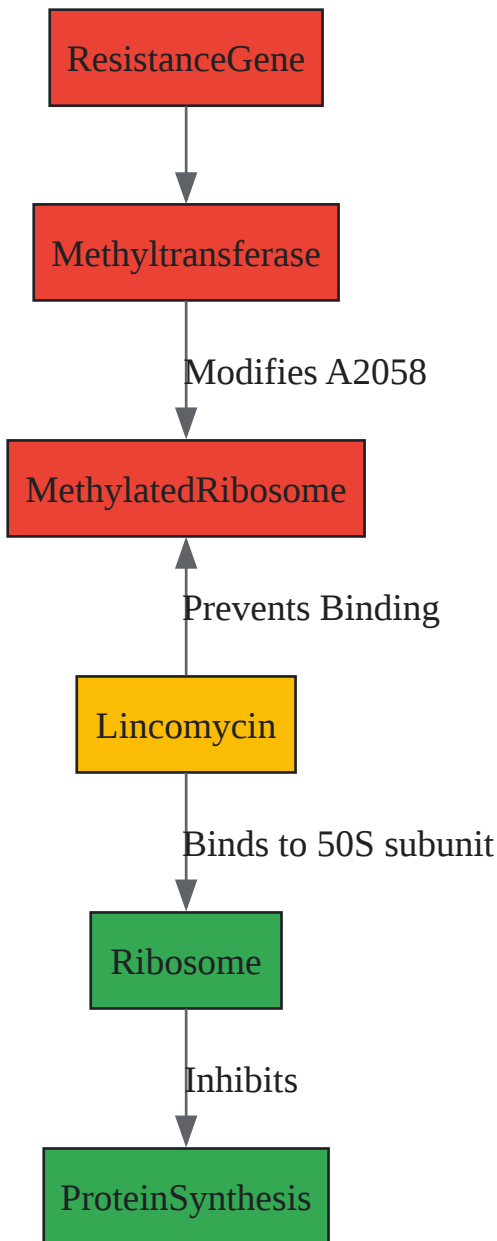 ResistanceGene
Methyltransferase
Modifies A2058
MethylatedRibosome
Prevents Binding
Lincomycin
Binds to 50S subunit
Ribosome
Inhibits
ProteinSynthesis